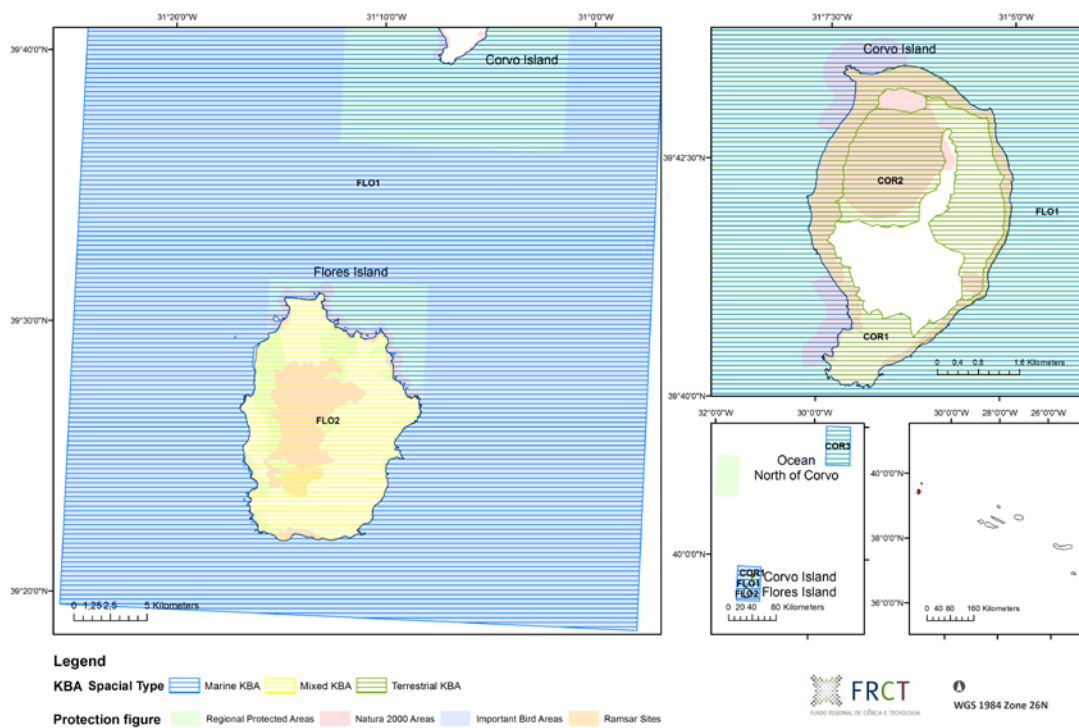 31°20'0"W 31°10'0"W 31°0'0"W
39°40'0"N
Corvo Island
FLO1
Flores Island
39°30'0"N
FLO2
39°20'0"N
0 1,25 2,5 5 Kilometers
31°7'30"W 31°5'0"W
Corvo Island
39°42'30"N
COR2
FLO1
COR1
0 0.4 0.8 1,6 Kilometers
39°40'0"N
32°0'0"W 30°0'0"W
COR3
Ocean
North of Corvo
40°0'0"N
COR1 Corvo Island
FLO1
FLO2 Flores Island
0 20 40 80 Kilometers
30°0'0"W 28°0'0"W 26°0'0"W
40°0'0"N
38°0'0"N
36°0'0"N
0 40 80 160 Kilometers
Legend
KBA Spacial Type Marine KBA Mixed KBA Terrestrial KBA
Protection figure Regional Protected Areas Natura 2000 Areas Important Bird Areas Ramsar Sites
FRCT
FUNDO REGIONAL DE CIÊNCIA E TECNOLOGIA
WGS 1984 Zone 26N